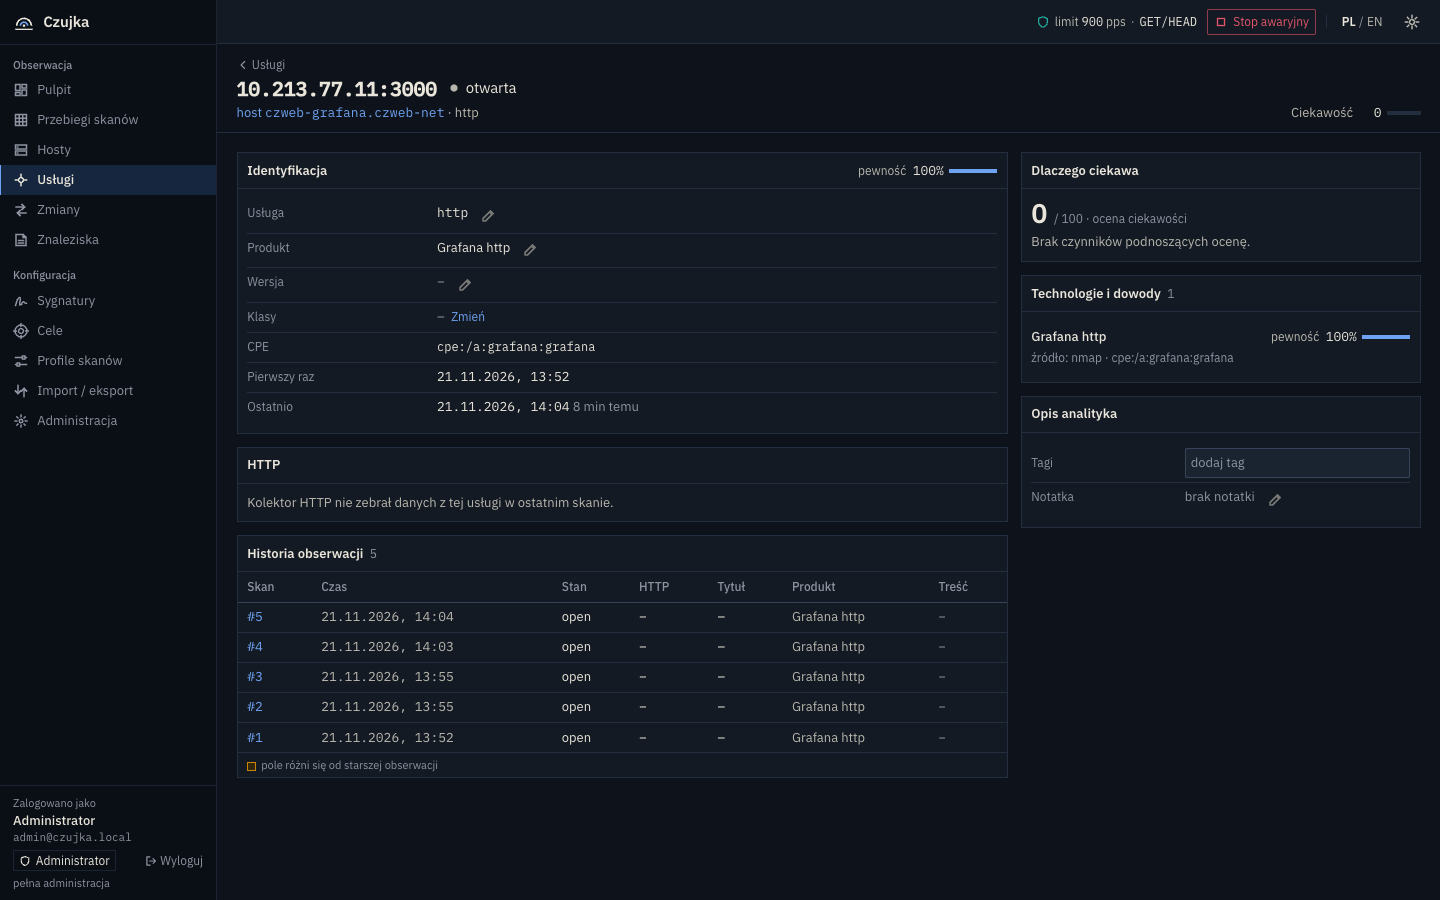 Czujka
limit 900 pps · GET/HEAD
Stop awaryjny
PL / EN
Obserwacja
Pulpit
Przebiegi skanów
Hosty
Usługi
Zmiany
Znaleziska
Konfiguracja
Sygnatury
Cele
Profile skanów
Import / eksport
Administracja
Zalogowano jako
Administrator
admin@czujka.local
Administrator
Wyloguj
pełna administracja
Usługi
10.213.77.11:3000 otwarta
host czweb-grafana.czweb-net · http
Ciekawość 0
Identyfikacja pewność 100%
Usługa http
Produkt Grafana http
Wersja –
Klasy – Zmień
CPE cpe:/a:grafana:grafana
Pierwszy raz 21.11.2026, 13:52
Ostatnio 21.11.2026, 14:04 8 min temu
HTTP
Kolektor HTTP nie zebrał danych z tej usługi w ostatnim skanie.
Historia obserwacji 5
Skan Czas Stan HTTP Tytuł Produkt Treść
#5 21.11.2026, 14:04 open – – Grafana http –
#4 21.11.2026, 14:03 open – – Grafana http –
#3 21.11.2026, 13:55 open – – Grafana http –
#2 21.11.2026, 13:55 open – – Grafana http –
#1 21.11.2026, 13:52 open – – Grafana http –
pole różni się od starszej obserwacji
Dlaczego ciekawa
0 / 100 · ocena ciekawości
Brak czynników podnoszących ocenę.
Technologie i dowody 1
Grafana http pewność 100%
źródło: nmap · cpe:/a:grafana:grafana
Opis analityka
Tagi dodaj tag
Notatka brak notatki